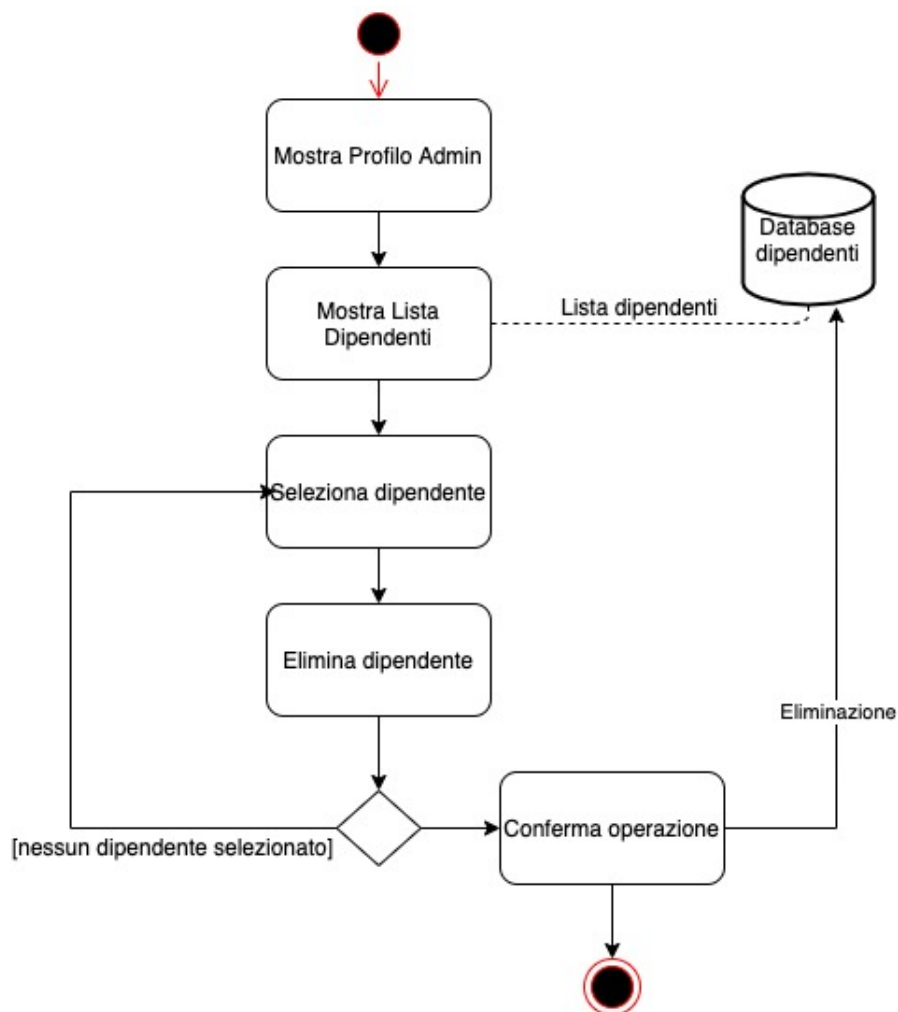 Mostra Profilo Admin
Database
dipendenti
Mostra Lista
Dipendenti
Lista dipendenti
Seleziona dipendente
Elimina dipendente
Eliminazione
Conferma operazione
[nessun dipendente selezionato]